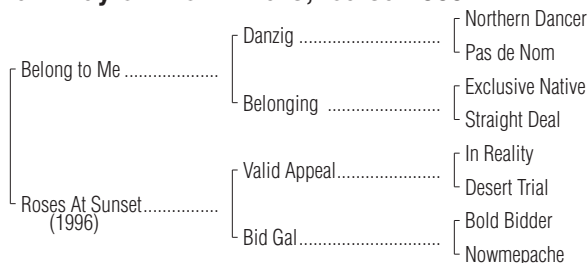 Northern Dancer
Danzig ..................................
Pas de Nom
Belong to Me ......................
Exclusive Native
Belonging ...........................
Straight Deal
In Reality
Valid Appeal........................
Desert Trial
Roses At Sunset.................
(1996)
Bold Bidder
Bid Gal.................................
Nowmepache